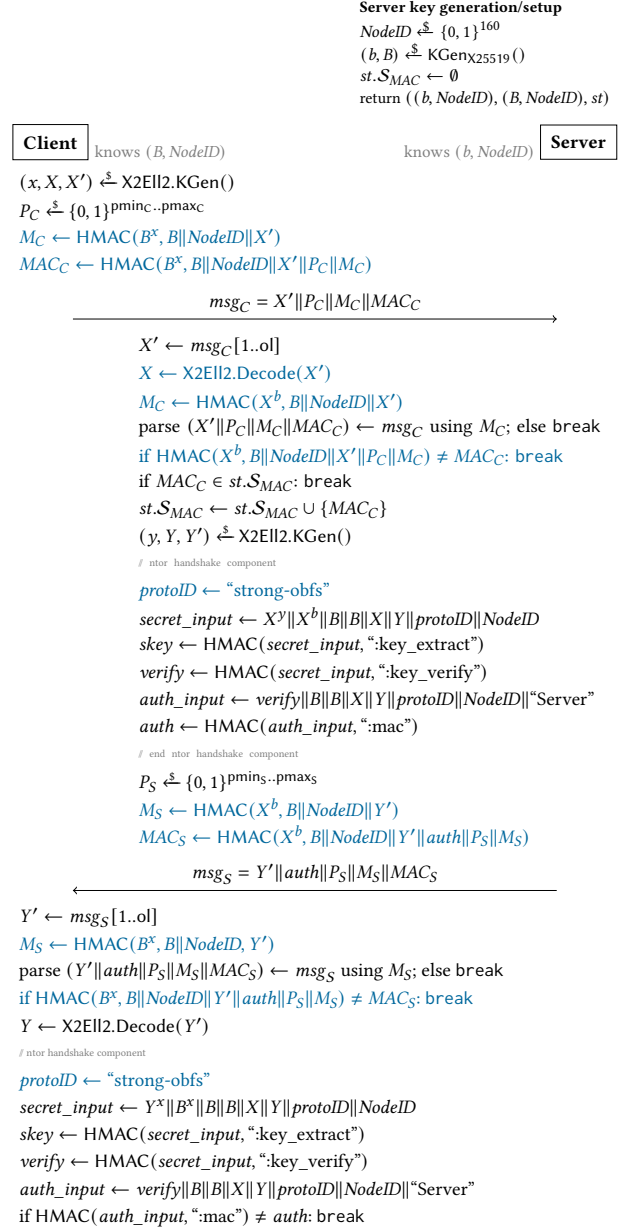 Server key generation/setup
NodeID ←$ {0, 1}^160
(b, B) ←$ KGen_X25519()
st.S_MAC ← ∅
return ((b, NodeID), (B, NodeID), st)
Client knows (B, NodeID) knows (b, NodeID) Server
(x, X, X′) ←$ X2Ell2.KGen()
P_C ←$ {0, 1}^pmin_C..pmax_C
M_C ← HMAC(B^x, B∥NodeID∥X′)
MAC_C ← HMAC(B^x, B∥NodeID∥X′∥P_C∥M_C)
msg_C = X′∥P_C∥M_C∥MAC_C
X′ ← msg_C[1..ol]
X ← X2Ell2.Decode(X′)
M_C ← HMAC(X^b, B∥NodeID∥X′)
parse (X′∥P_C∥M_C∥MAC_C) ← msg_C using M_C; else break
if HMAC(X^b, B∥NodeID∥X′∥P_C∥M_C) ≠ MAC_C: break
if MAC_C ∈ st.S_MAC: break
st.S_MAC ← st.S_MAC ∪ {MAC_C}
(y, Y, Y′) ←$ X2Ell2.KGen()
// ntor handshake component
protoID ← “strong-obfs”
secret_input ← X^y∥X^b∥B∥B∥X∥Y∥protoID∥NodeID
skey ← HMAC(secret_input, “:key_extract”)
verify ← HMAC(secret_input, “:key_verify”)
auth_input ← verify∥B∥B∥X∥Y∥protoID∥NodeID∥“Server”
auth ← HMAC(auth_input, “:mac”)
// end ntor handshake component
P_S ←$ {0, 1}^pmin_S..pmax_S
M_S ← HMAC(X^b, B∥NodeID∥Y′)
MAC_S ← HMAC(X^b, B∥NodeID∥Y′∥auth∥P_S∥M_S)
msg_S = Y′∥auth∥P_S∥M_S∥MAC_S
Y′ ← msg_S[1..ol]
M_S ← HMAC(B^x, B∥NodeID, Y′)
parse (Y′∥auth∥P_S∥M_S∥MAC_S) ← msg_S using M_S; else break
if HMAC(B^x, B∥NodeID∥Y′∥auth∥P_S∥M_S) ≠ MAC_S: break
Y ← X2Ell2.Decode(Y′)
// ntor handshake component
protoID ← “strong-obfs”
secret_input ← Y^x∥B^x∥B∥B∥X∥Y∥protoID∥NodeID
skey ← HMAC(secret_input, “:key_extract”)
verify ← HMAC(secret_input, “:key_verify”)
auth_input ← verify∥B∥B∥X∥Y∥protoID∥NodeID∥“Server”
if HMAC(auth_input, “:mac”) ≠ auth: break